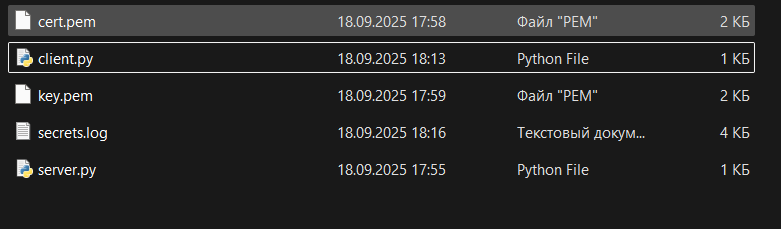 cert.pem 18.09.2025 17:58 Файл "PEM" 2 КБ
client.py 18.09.2025 18:13 Python File 1 КБ
key.pem 18.09.2025 17:59 Файл "PEM" 2 КБ
secrets.log 18.09.2025 18:16 Текстовый докум... 4 КБ
server.py 18.09.2025 17:55 Python File 1 КБ